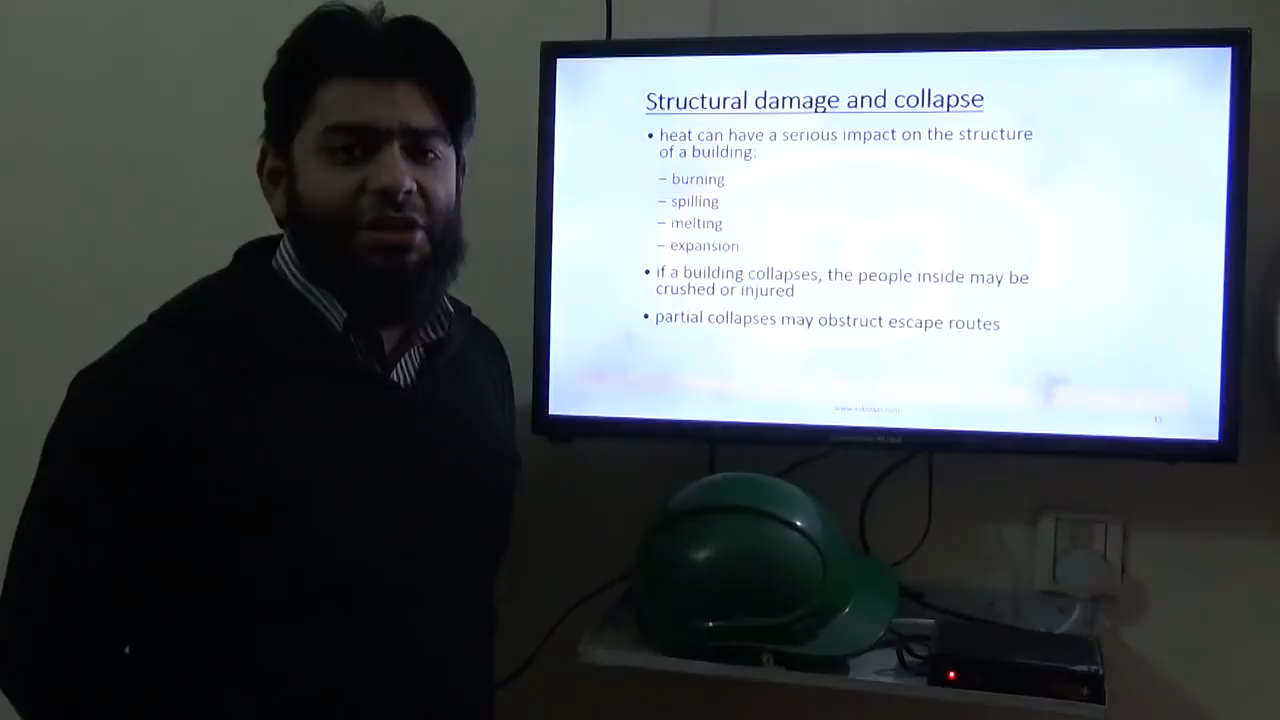 Structural damage and collapse
• heat can have a serious impact on the structure
of a building:
– burning
– spilling
– melting
– expansion
• if a building collapses, the people inside may be
crushed or injured
• partial collapses may obstruct escape routes
15